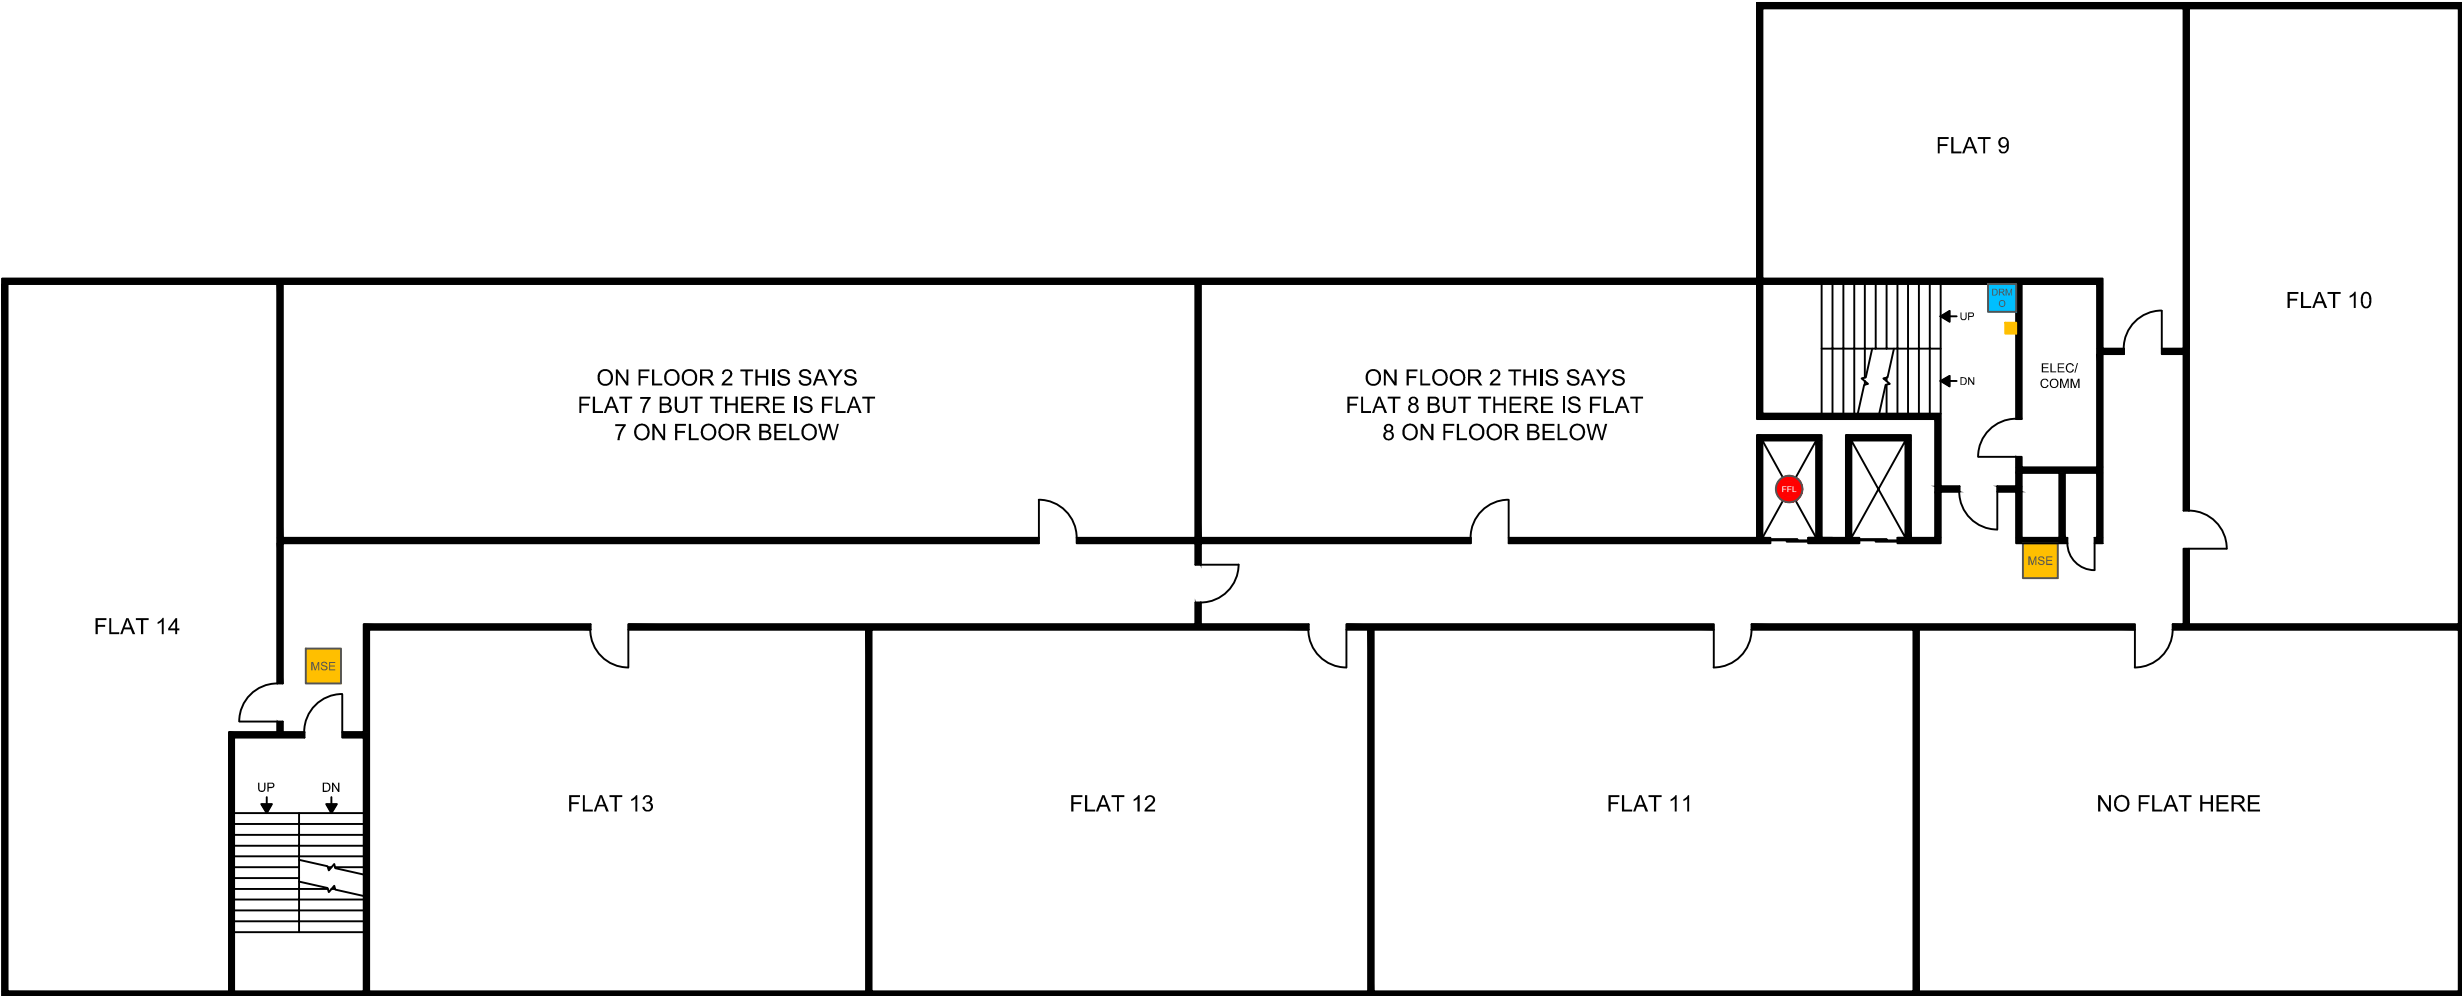 FLAT 9
FLAT 10
DRM
O
UP
DN
ELEC/
COMM
ON FLOOR 2 THIS SAYS
FLAT 7 BUT THERE IS FLAT
7 ON FLOOR BELOW
ON FLOOR 2 THIS SAYS
FLAT 8 BUT THERE IS FLAT
8 ON FLOOR BELOW
FFL
MSE
FLAT 14
MSE
UP
DN
FLAT 13
FLAT 12
FLAT 11
NO FLAT HERE